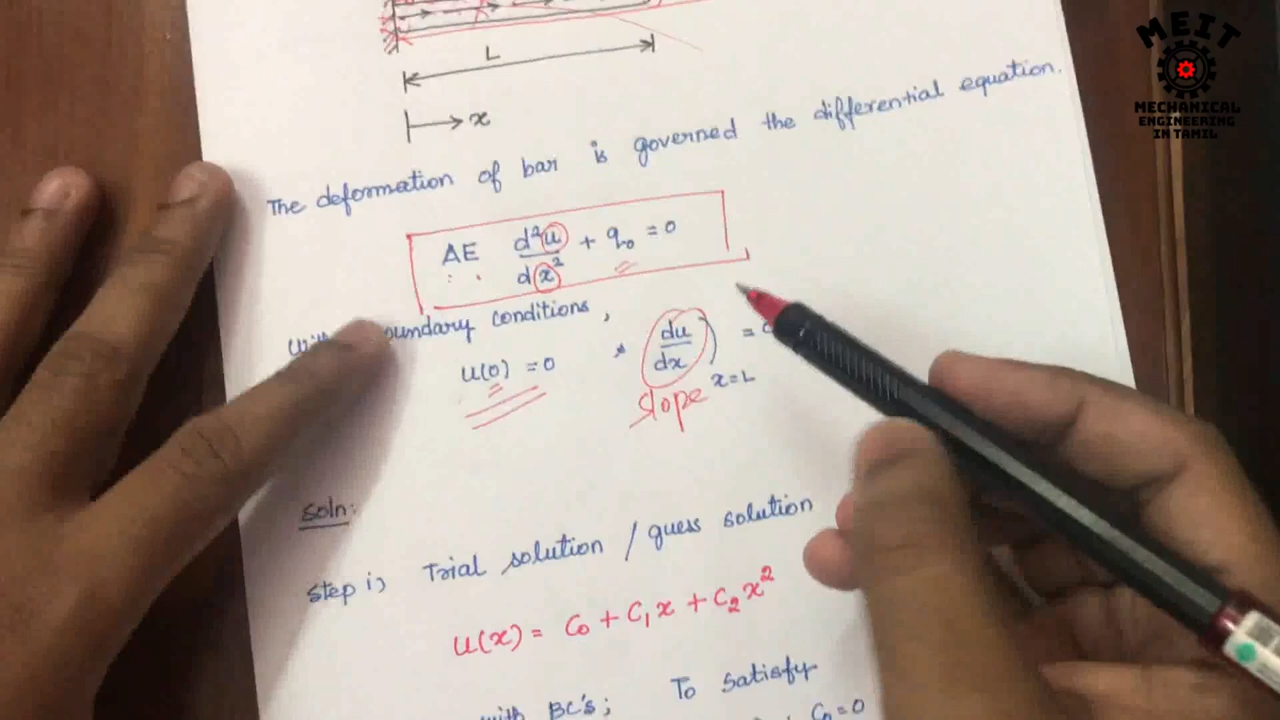 L
x
The deformation of bar is governed the differential equation.
AE d²u/dx² + q₀ = 0
boundary conditions,
u(0) = 0 , du/dx) x=L =
slope
Soln:
Step i, Trial solution / guess solution
u(x) = C₀ + C₁x + C₂x²
with BC's; To satisfy
C₀ = 0
MEIT
MECHANICAL
ENGINEERING
IN TAMIL